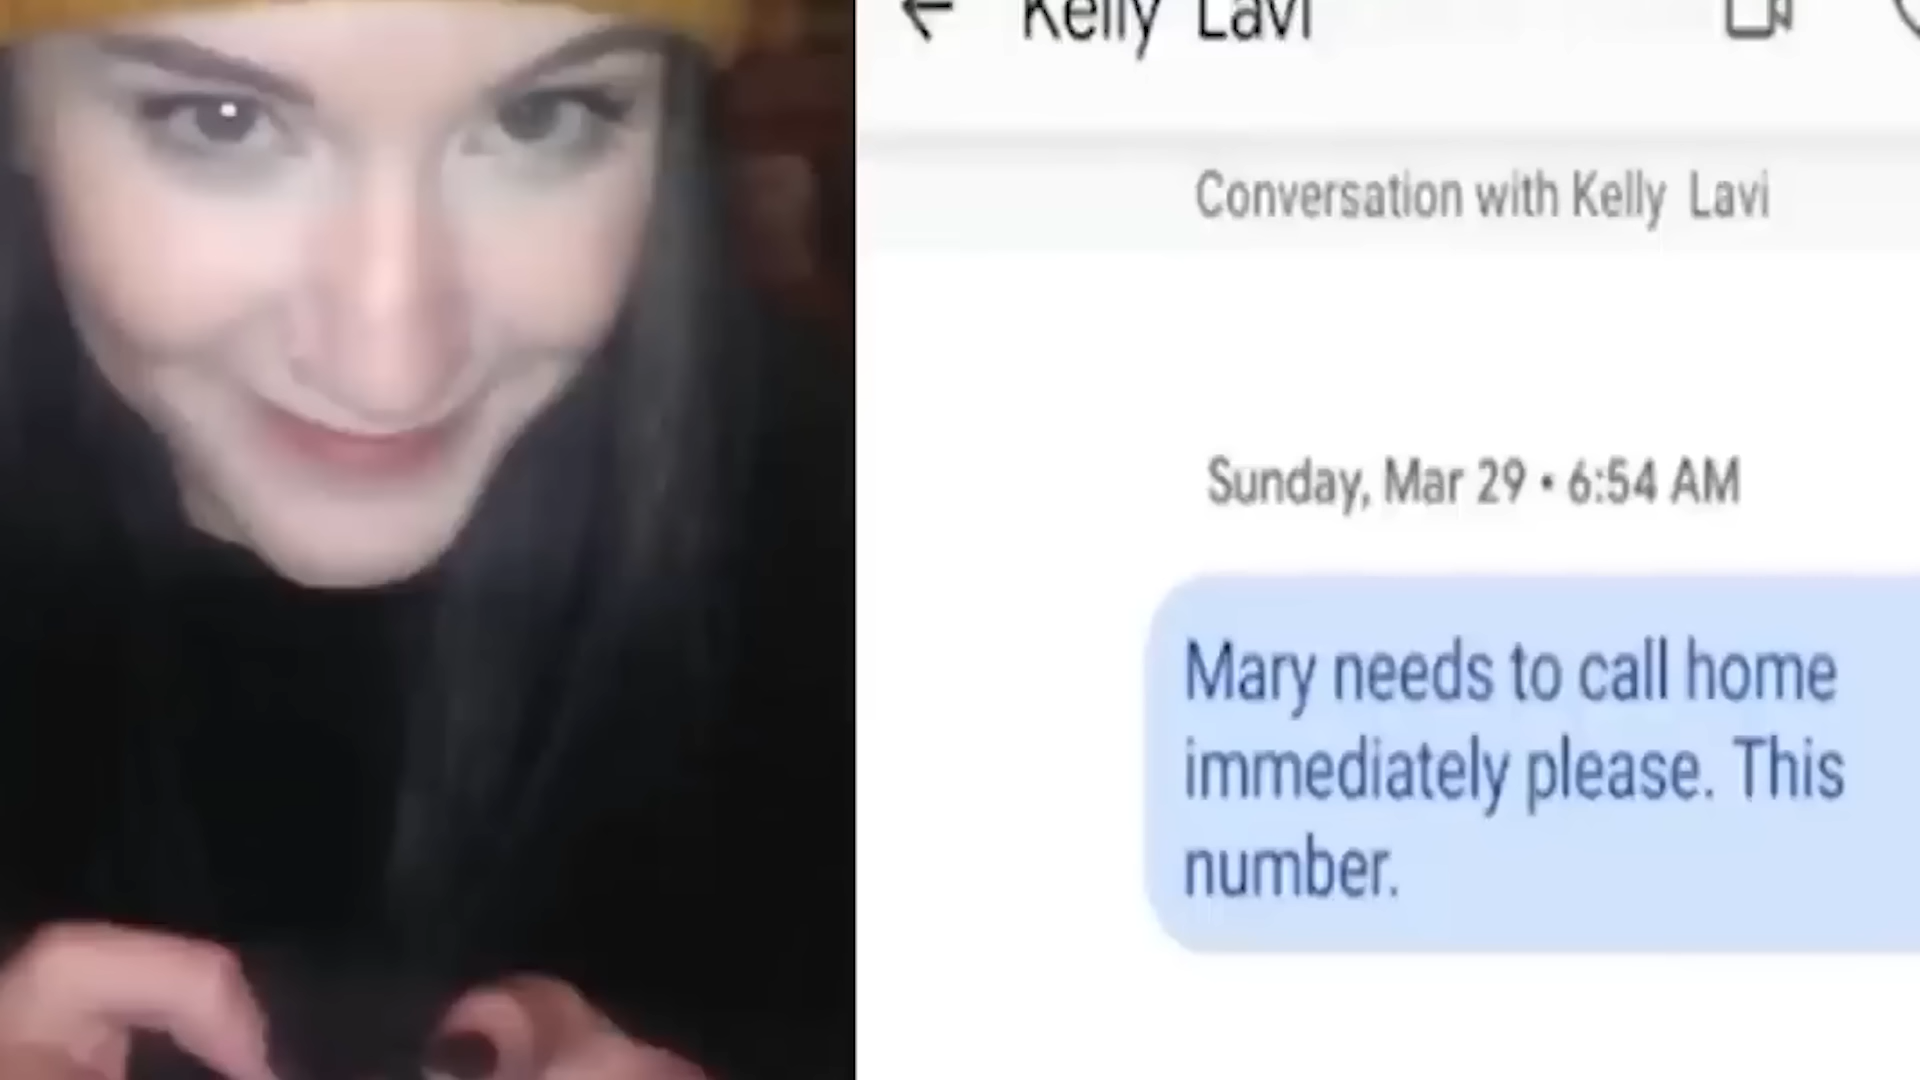 Kelly Lavi
Conversation with Kelly Lavi
Sunday, Mar 29 • 6:54 AM
Mary needs to call home
immediately please. This
number.